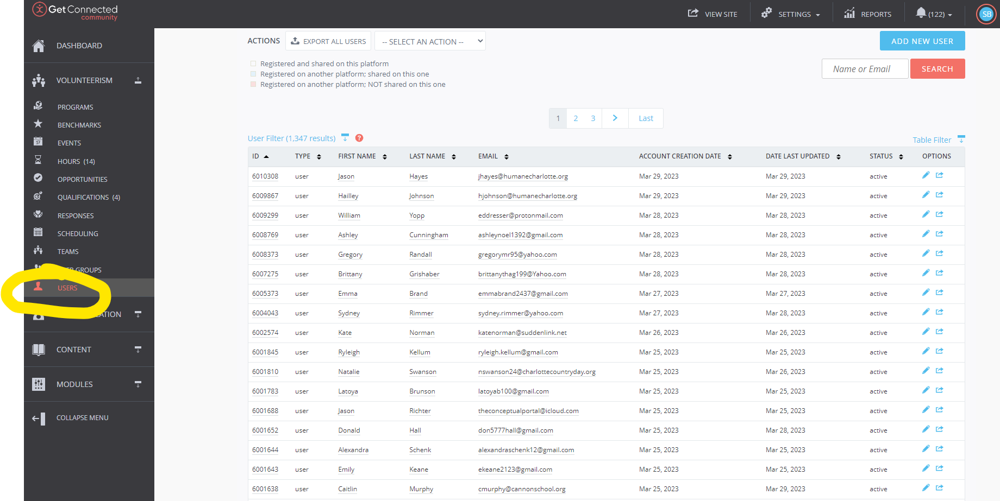 Get Connected
community
VIEW SITE
SETTINGS
REPORTS
(122)
SB
DASHBOARD
VOLUNTEERISM
PROGRAMS
BENCHMARKS
17
EVENTS
HOURS (14)
OPPORTUNITIES
QUALIFICATIONS (4)
RESPONSES
SCHEDULING
TEAMS
GROUPS
USERS
CONTENT
MODULES
COLLAPSE MENU
ACTIONS EXPORT ALL USERS -- SELECT AN ACTION --
ADD NEW USER
Registered and shared on this platform
Registered on another platform; shared on this one
Registered on another platform; NOT shared on this one
Name or Email SEARCH
1 2 3 > Last
User Filter (1,347 results) ?
Table Filter
ID TYPE FIRST NAME LAST NAME EMAIL ACCOUNT CREATION DATE DATE LAST UPDATED STATUS OPTIONS
6010308 user Jason Hayes jhayes@humanecharlotte.org Mar 29, 2023 Mar 29, 2023 active
6009867 user Hailley Johnson hjohnson@humanecharlotte.org Mar 29, 2023 Mar 29, 2023 active
6009299 user William Yopp eddresser@protonmail.com Mar 28, 2023 Mar 28, 2023 active
6008769 user Ashley Cunningham ashleynoel1392@gmail.com Mar 28, 2023 Mar 28, 2023 active
6008373 user Gregory Randall gregorymr95@yahoo.com Mar 28, 2023 Mar 28, 2023 active
6007275 user Brittany Grishaber brittanythag199@Yahoo.com Mar 28, 2023 Mar 28, 2023 active
6005373 user Emma Brand emmabrand2437@gmail.com Mar 27, 2023 Mar 27, 2023 active
6004043 user Sydney Rimmer sydney.rimmer@yahoo.com Mar 27, 2023 Mar 28, 2023 active
6002574 user Kate Norman katenorman@suddenlink.net Mar 26, 2023 Mar 26, 2023 active
6001845 user Ryleigh Kellum ryleigh.kellum@gmail.com Mar 25, 2023 Mar 25, 2023 active
6001810 user Natalie Swanson nswanson24@charlottecountryday.org Mar 25, 2023 Mar 26, 2023 active
6001783 user Latoya Brunson latoyab100@gmail.com Mar 25, 2023 Mar 25, 2023 active
6001688 user Jason Richter theconceptualportal@icloud.com Mar 25, 2023 Mar 25, 2023 active
6001652 user Donald Hall don5777hall@gmail.com Mar 25, 2023 Mar 28, 2023 active
6001644 user Alexandra Schenk alexandraschenk12@gmail.com Mar 25, 2023 Mar 25, 2023 active
6001643 user Emily Keane ekeane2123@gmail.com Mar 25, 2023 Mar 25, 2023 active
6001638 user Caitlin Murphy cmurphy@cannonschool.org Mar 25, 2023 Mar 29, 2023 active